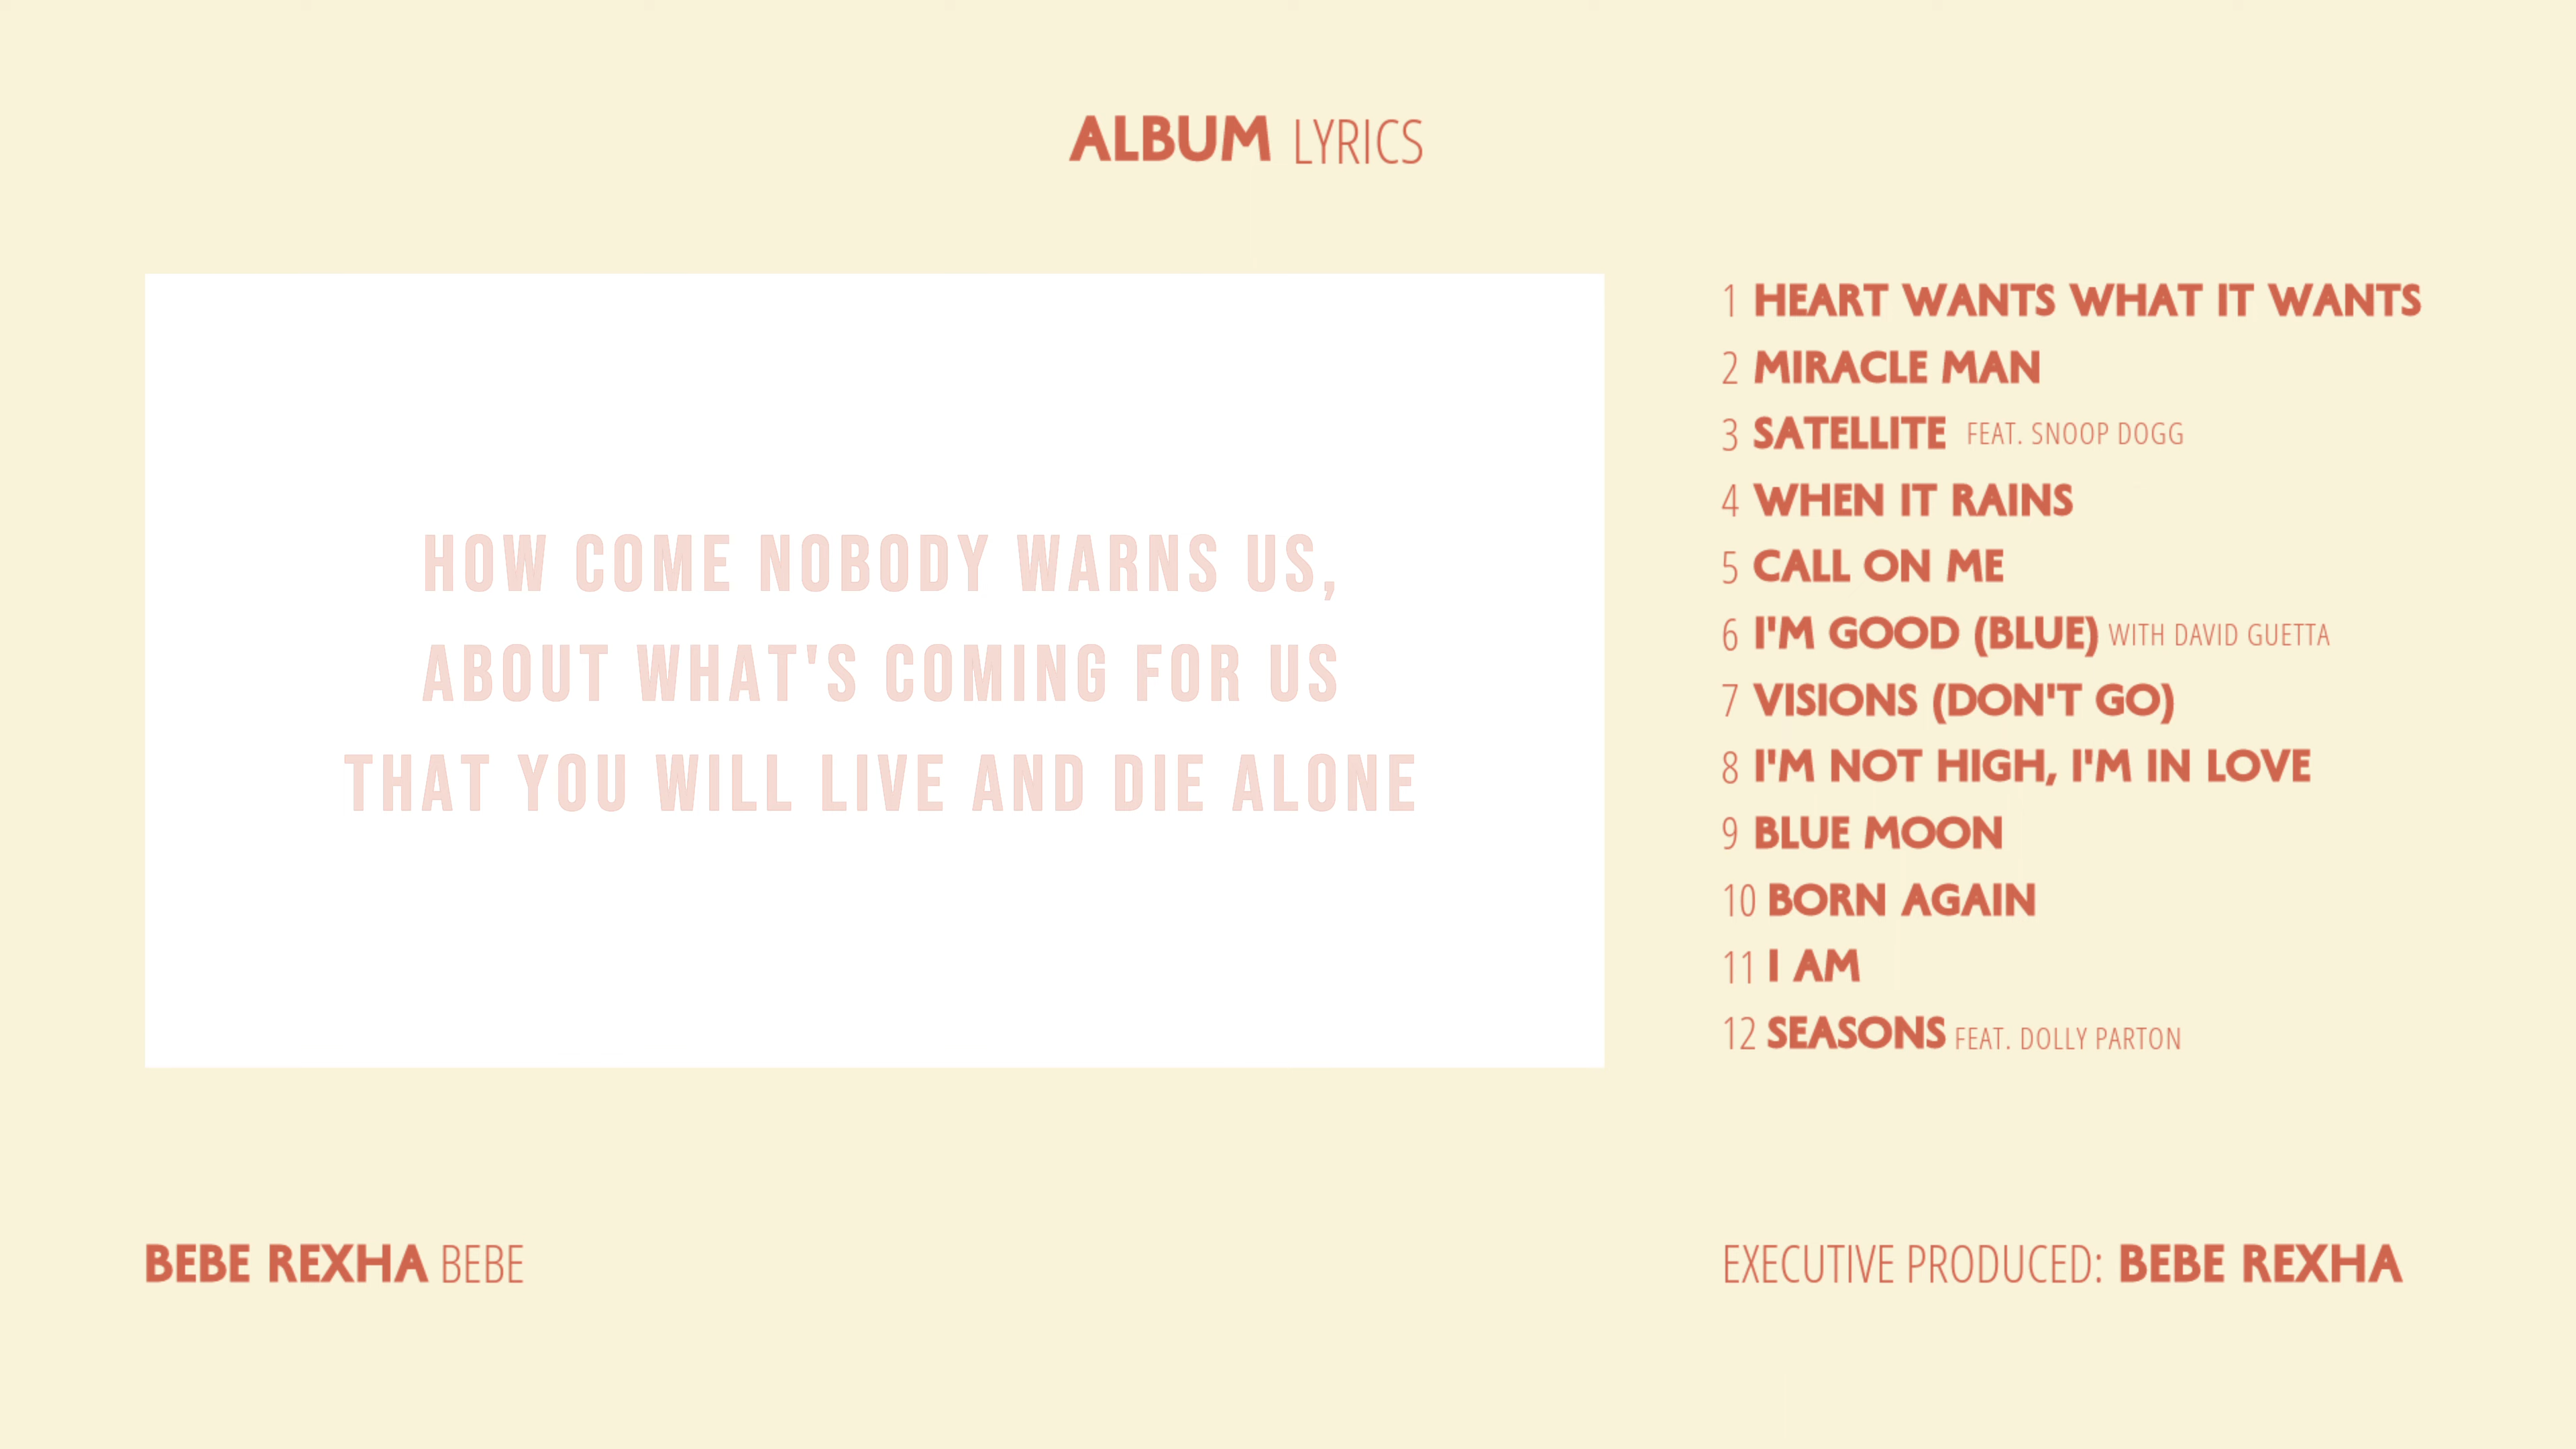 ALBUM LYRICS
HOW COME NOBODY WARNS US,
ABOUT WHAT'S COMING FOR US
THAT YOU WILL LIVE AND DIE ALONE
1 HEART WANTS WHAT IT WANTS
2 MIRACLE MAN
3 SATELLITE FEAT. SNOOP DOGG
4 WHEN IT RAINS
5 CALL ON ME
6 I'M GOOD (BLUE) WITH DAVID GUETTA
7 VISIONS (DON'T GO)
8 I'M NOT HIGH, I'M IN LOVE
9 BLUE MOON
10 BORN AGAIN
11 I AM
12 SEASONS FEAT. DOLLY PARTON
BEBE REXHA BEBE
EXECUTIVE PRODUCED: BEBE REXHA